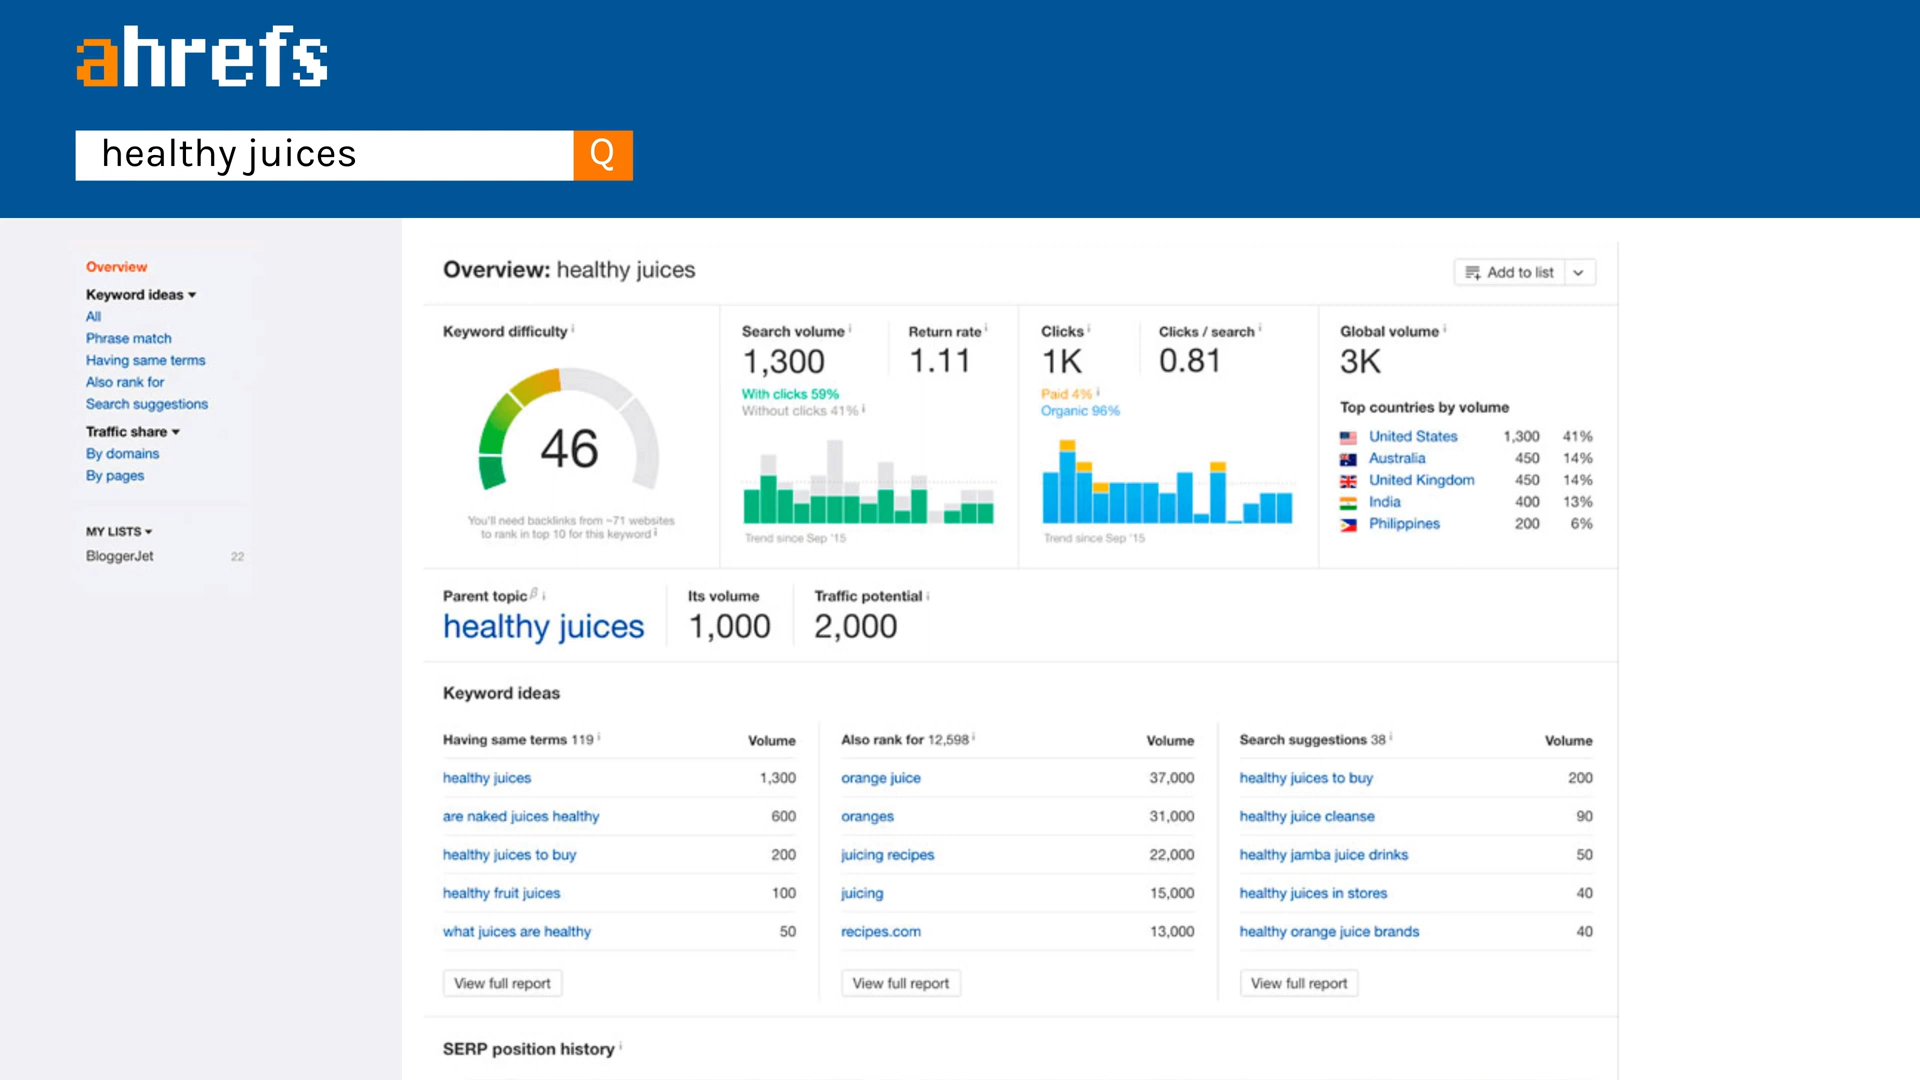 ahrefs
healthy juices
Q
Overview
Keyword ideas
All
Phrase match
Having same terms
Also rank for
Search suggestions
Traffic share
By domains
By pages
MY LISTS
BloggerJet 22
Overview: healthy juices
Add to list
Keyword difficulty i
46
You'll need backlinks from ~71 websites
to rank in top 10 for this keyword i
Search volume i
1,300
With clicks 59%
Without clicks 41% i
Trend since Sep '15
Return rate i
1.11
Clicks i
1K
Paid 4% i
Organic 96%
Trend since Sep '15
Clicks / search i
0.81
Global volume i
3K
Top countries by volume
United States 1,300 41%
Australia 450 14%
United Kingdom 450 14%
India 400 13%
Philippines 200 6%
Parent topic β i
healthy juices
Its volume
1,000
Traffic potential i
2,000
Keyword ideas
Having same terms 119 i Volume
healthy juices 1,300
are naked juices healthy 600
healthy juices to buy 200
healthy fruit juices 100
what juices are healthy 50
View full report
Also rank for 12,598 i Volume
orange juice 37,000
oranges 31,000
juicing recipes 22,000
juicing 15,000
recipes.com 13,000
View full report
Search suggestions 38 i Volume
healthy juices to buy 200
healthy juice cleanse 90
healthy jamba juice drinks 50
healthy juices in stores 40
healthy orange juice brands 40
View full report
SERP position history i